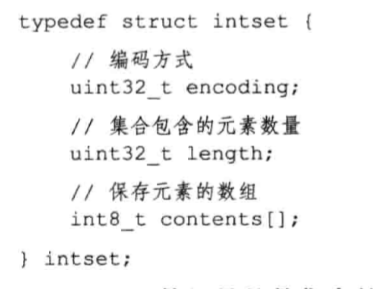 typedef struct intset {
// 编码方式
uint32_t encoding;
// 集合包含的元素数量
uint32_t length;
// 保存元素的数组
int8_t contents[];
} intset;